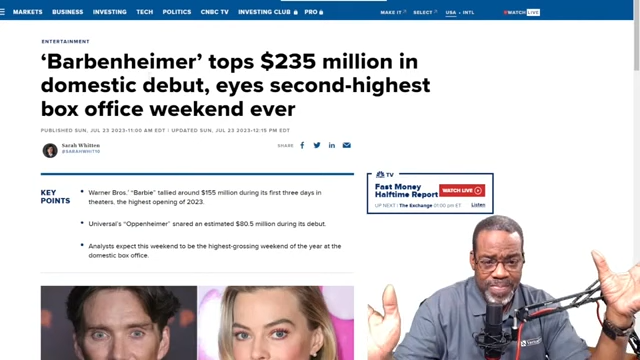 MARKETS BUSINESS INVESTING TECH POLITICS CNBC TV INVESTING CLUB PRO MAKE IT SELECT USA • INTL WATCH LIVE
ENTERTAINMENT
‘Barbenheimer’ tops $235 million in
domestic debut, eyes second-highest
box office weekend ever
PUBLISHED SUN, JUL 23 2023 • 11:00 AM EDT | UPDATED SUN, JUL 23 2023 • 12:15 PM EDT
Sarah Whitten
@SARAHWHIT10
SHARE
KEY
POINTS
• Warner Bros.’ “Barbie” tallied around $155 million during its first three days in
theaters, the highest opening of 2023.
• Universal’s “Oppenheimer” snared an estimated $80.5 million during its debut.
• Analysts expect this weekend to be the highest-grossing weekend of the year at the
domestic box office.
TV
Fast Money
Halftime Report
WATCH LIVE
UP NEXT | The Exchange 01:00 pm ET
Listen